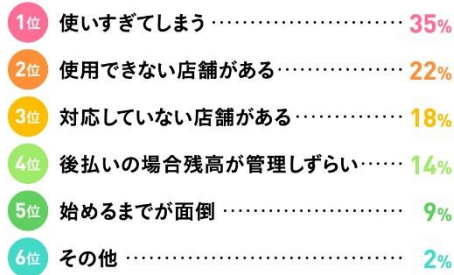 1位 使いすぎてしまう ························ 35%
2位 使用できない店舗がある ················ 22%
3位 対応していない店舗がある ·············· 18%
4位 後払いの場合残高が管理しずらい ······ 14%
5位 始めるまでが面倒 ······················ 9%
6位 その他 ·································· 2%